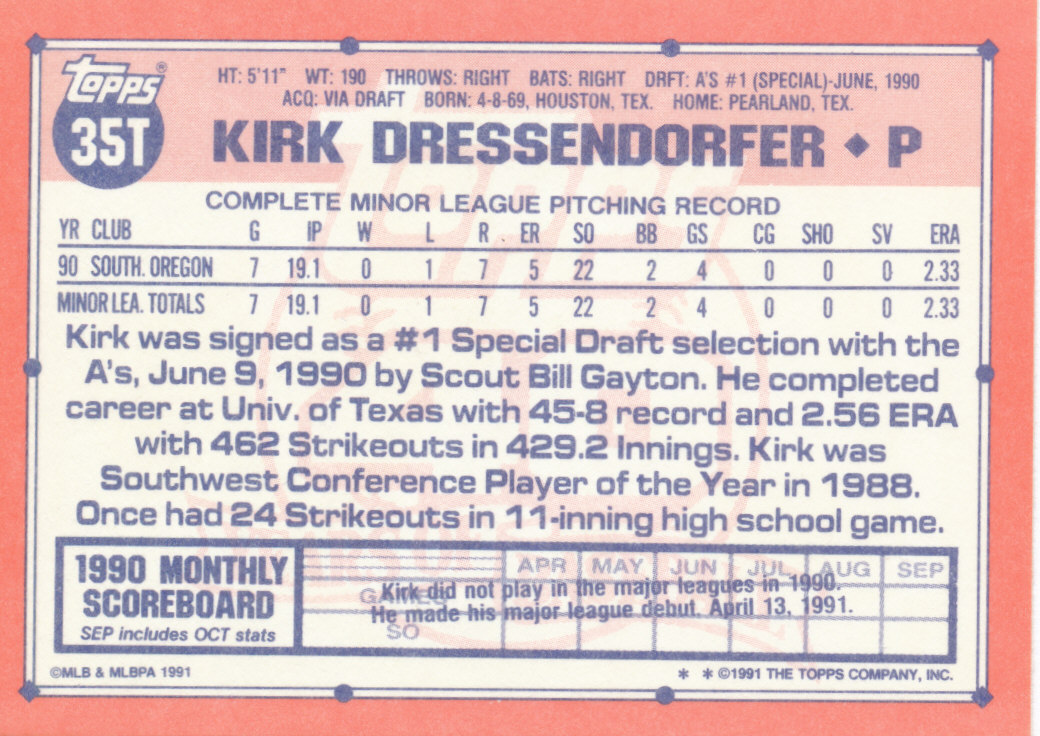 topps®
35T
HT: 5'11" WT: 190 THROWS: RIGHT BATS: RIGHT DRFT: A'S #1 (SPECIAL)-JUNE, 1990
ACQ: VIA DRAFT BORN: 4-8-69, HOUSTON, TEX. HOME: PEARLAND, TEX.
KIRK DRESSENDORFER ◆ P
COMPLETE MINOR LEAGUE PITCHING RECORD
YR CLUB G IP W L R ER SO BB GS CG SHO SV ERA
90 SOUTH. OREGON 7 19.1 0 1 7 5 22 2 4 0 0 0 2.33
MINOR LEA. TOTALS 7 19.1 0 1 7 5 22 2 4 0 0 0 2.33
Kirk was signed as a #1 Special Draft selection with the
A's, June 9, 1990 by Scout Bill Gayton. He completed
career at Univ. of Texas with 45-8 record and 2.56 ERA
with 462 Strikeouts in 429.2 Innings. Kirk was
Southwest Conference Player of the Year in 1988.
Once had 24 Strikeouts in 11-inning high school game.
1990 MONTHLY
SCOREBOARD
SEP includes OCT stats
APR MAY JUN JUL AUG SEP
GAMES
SO
Kirk did not play in the major leagues in 1990.
He made his major league debut, April 13, 1991.
©MLB & MLBPA 1991
* * ©1991 THE TOPPS COMPANY, INC.